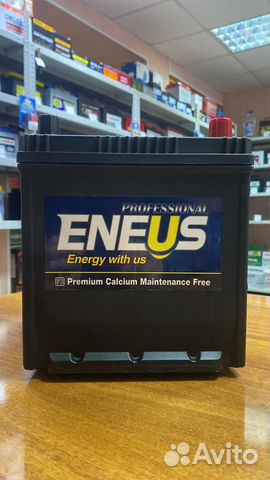 PROFESSIONAL
ENEUS
Energy with us
Premium Calcium Maintenance Free
Avito